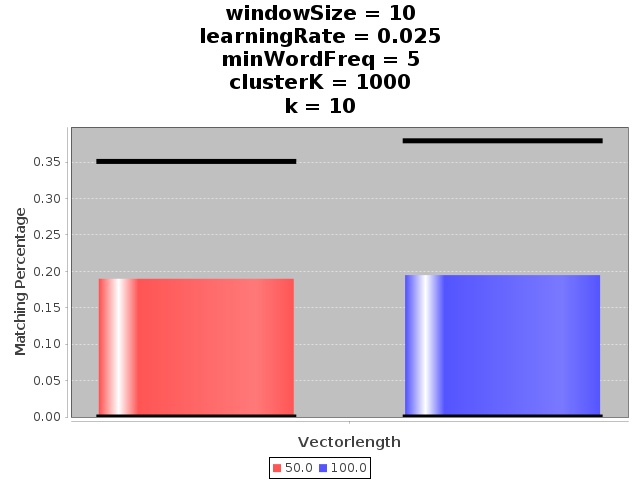 windowSize = 10
learningRate = 0.025
minWordFreq = 5
clusterK = 1000
k = 10
Matching Percentage
0.35
0.30
0.25
0.20
0.15
0.10
0.05
0.00
Vectorlength
50.0 100.0